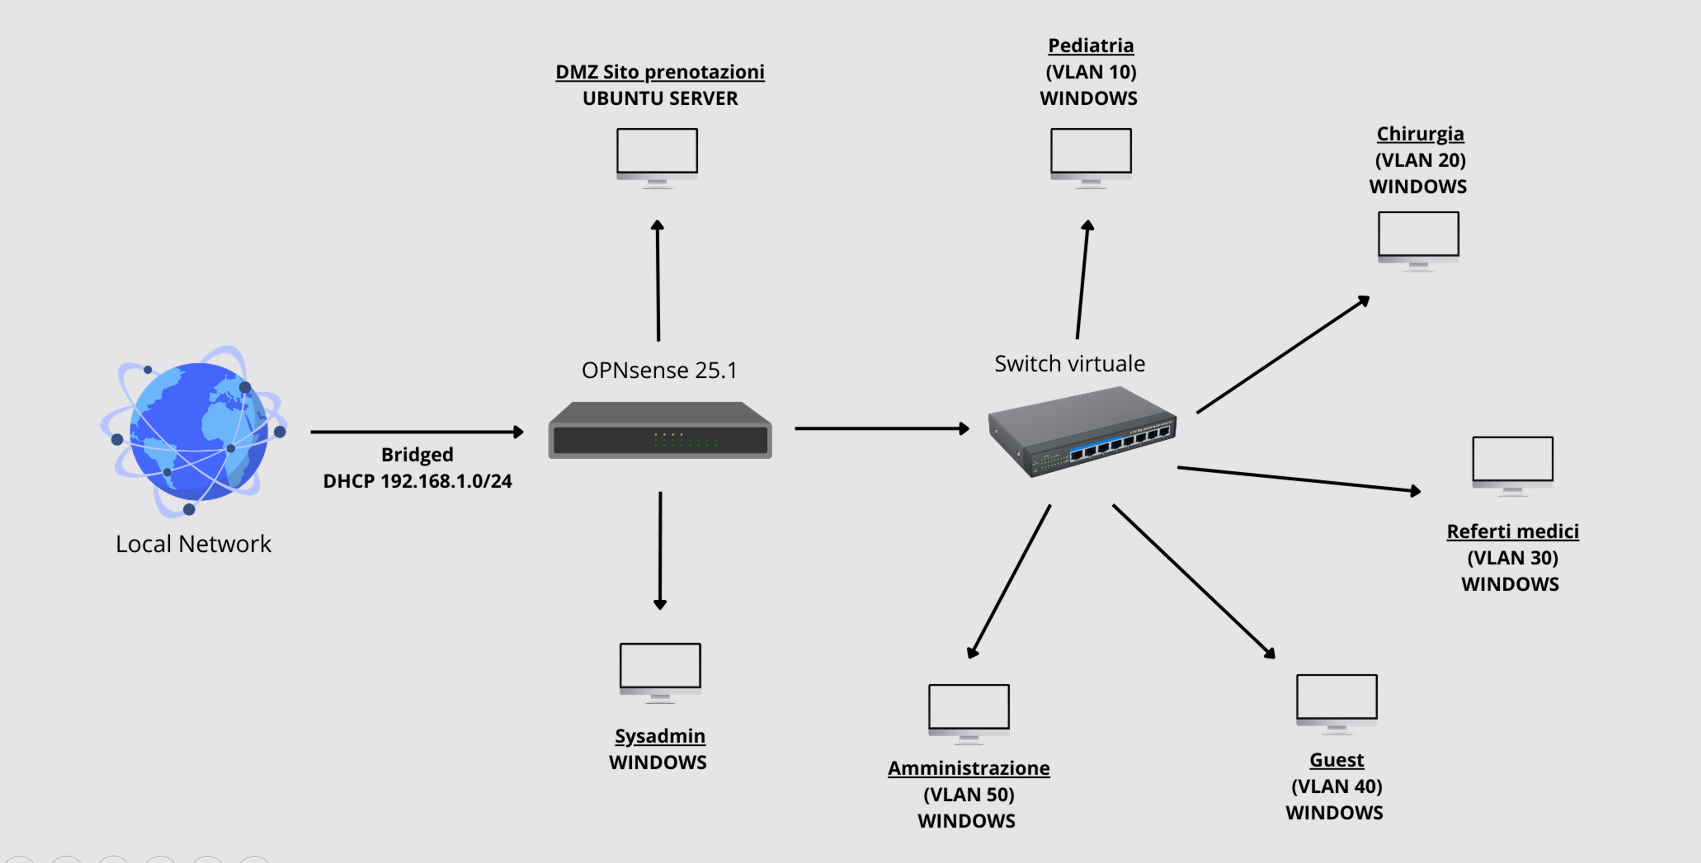 DMZ Sito prenotazioni
UBUNTU SERVER
Pediatria
(VLAN 10)
WINDOWS
Chirurgia
(VLAN 20)
WINDOWS
OPNsense 25.1
Switch virtuale
Bridged
DHCP 192.168.1.0/24
Local Network
Referti medici
(VLAN 30)
WINDOWS
Sysadmin
WINDOWS
Amministrazione
(VLAN 50)
WINDOWS
Guest
(VLAN 40)
WINDOWS